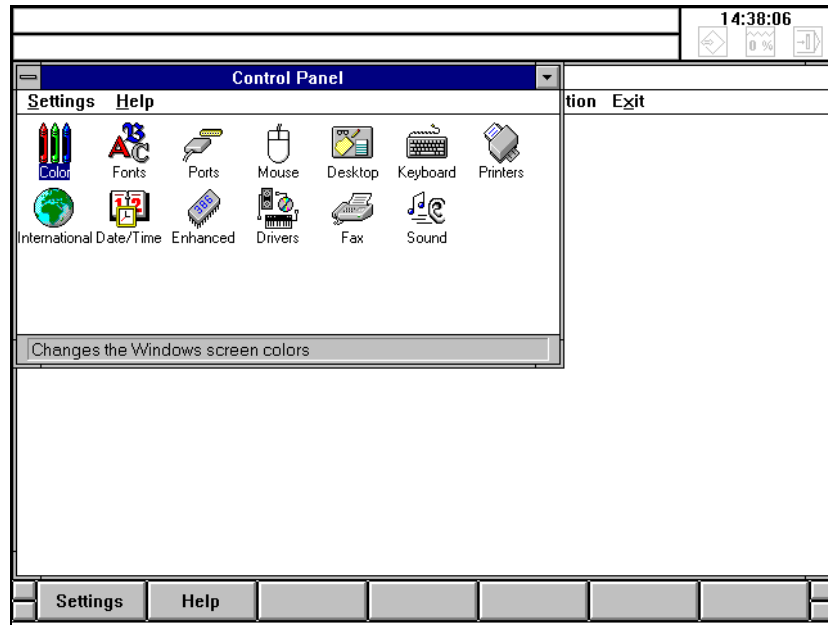 14:38:06
0 %
Control Panel
Settings Help
tion Exit
Color Fonts Ports Mouse Desktop Keyboard Printers
International Date/Time Enhanced Drivers Fax Sound
Changes the Windows screen colors
Settings Help